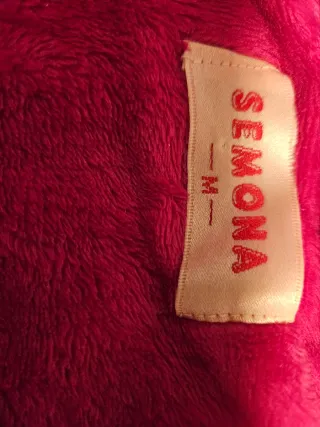 SEMONA
— M —